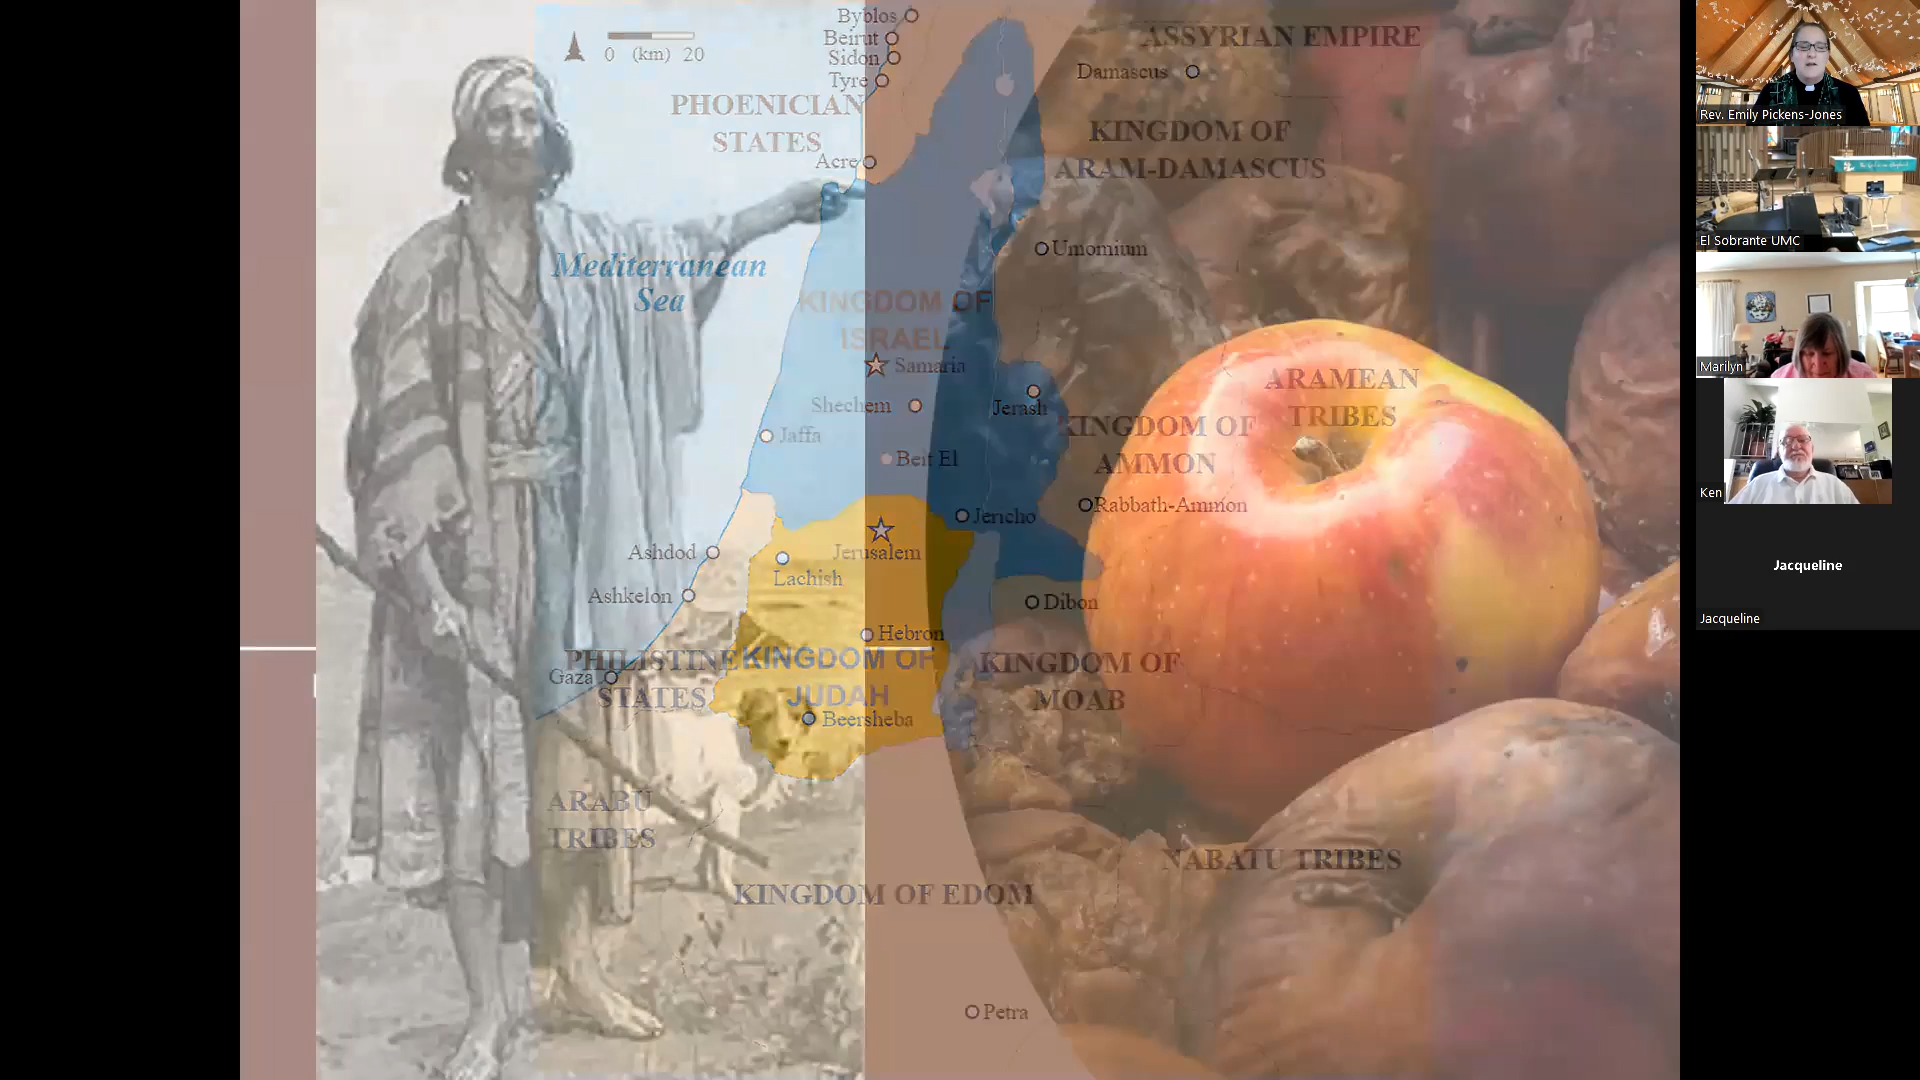 Byblos
Beirut
Sidon
Tyre
0 (km) 20
ASSYRIAN EMPIRE
Damascus
PHOENICIAN
STATES
KINGDOM OF
ARAM-DAMASCUS
Acre
Umomium
Mediterranean
Sea
KINGDOM OF
ISRAEL
Samaria
ARAMEAN
TRIBES
Shechem
Jerash
Jaffa
KINGDOM OF
AMMON
Beit El
Rabbath-Ammon
Jericho
Ashdod
Jerusalem
Lachish
Ashkelon
Dibon
Hebron
PHILISTINE
STATES
Gaza
KINGDOM OF
JUDAH
KINGDOM OF
MOAB
Beersheba
ARABU
TRIBES
NABATU TRIBES
KINGDOM OF EDOM
Petra
Rev. Emily Pickens-Jones
El Sobrante UMC
Marilyn
Ken
Jacqueline
Jacqueline